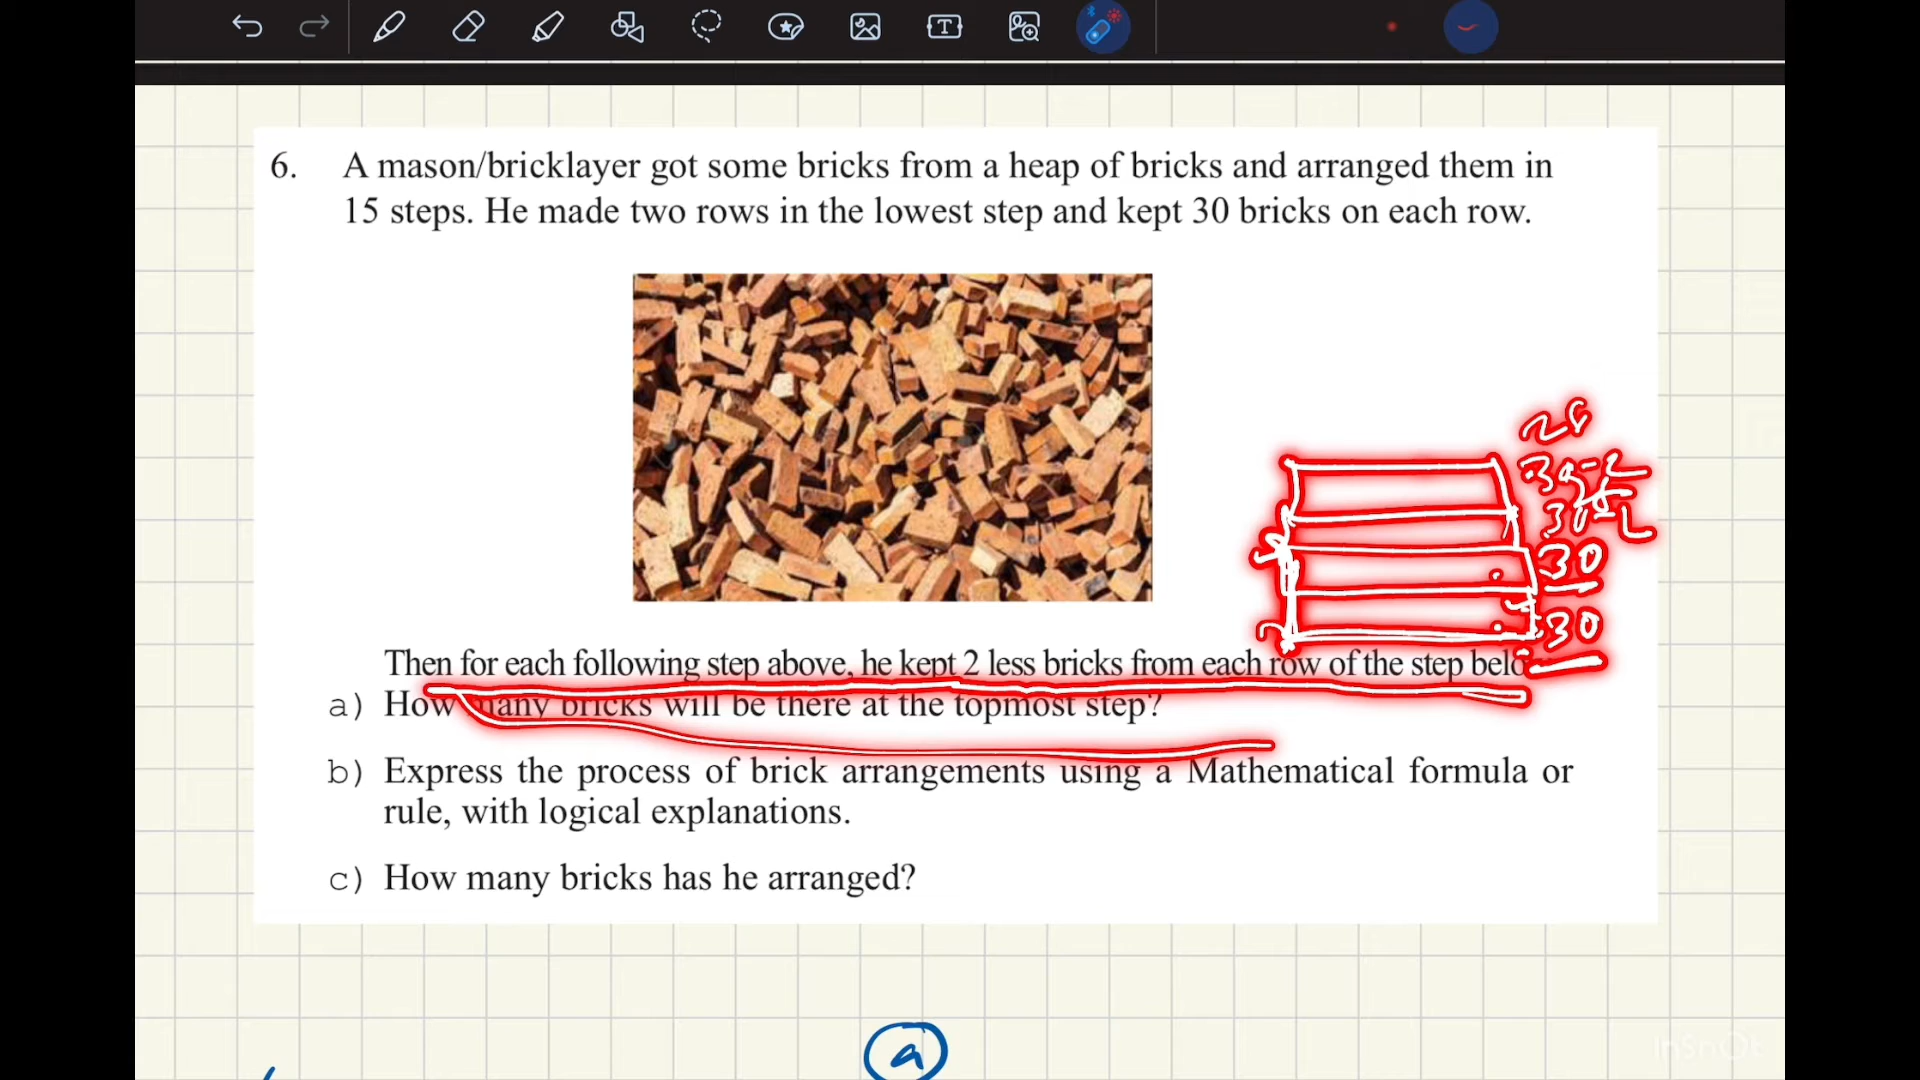 6. A mason/bricklayer got some bricks from a heap of bricks and arranged them in
15 steps. He made two rows in the lowest step and kept 30 bricks on each row.
30
30
Then for each following step above, he kept 2 less bricks from each row of the step belo
a) How many bricks will be there at the topmost step?
b) Express the process of brick arrangements using a Mathematical formula or
rule, with logical explanations.
c) How many bricks has he arranged?
a
InShOt